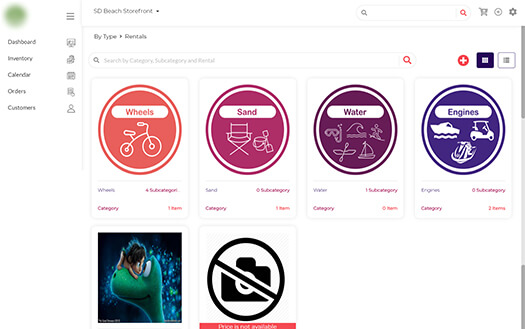 SD Beach Storefront
Dashboard
Inventory
Calendar
Orders
Customers
By Type Rentals
Search by Category, Subcategory and Rental
Wheels
Sand
Water
Engines
Wheels 4 Subcategori..
Category 1 Item
Sand 0 Subcategory
Category 1 Item
Water 1 Subcategory
Category 0 Item
Engines 0 Subcategory
Category 2 Items
Price is not available